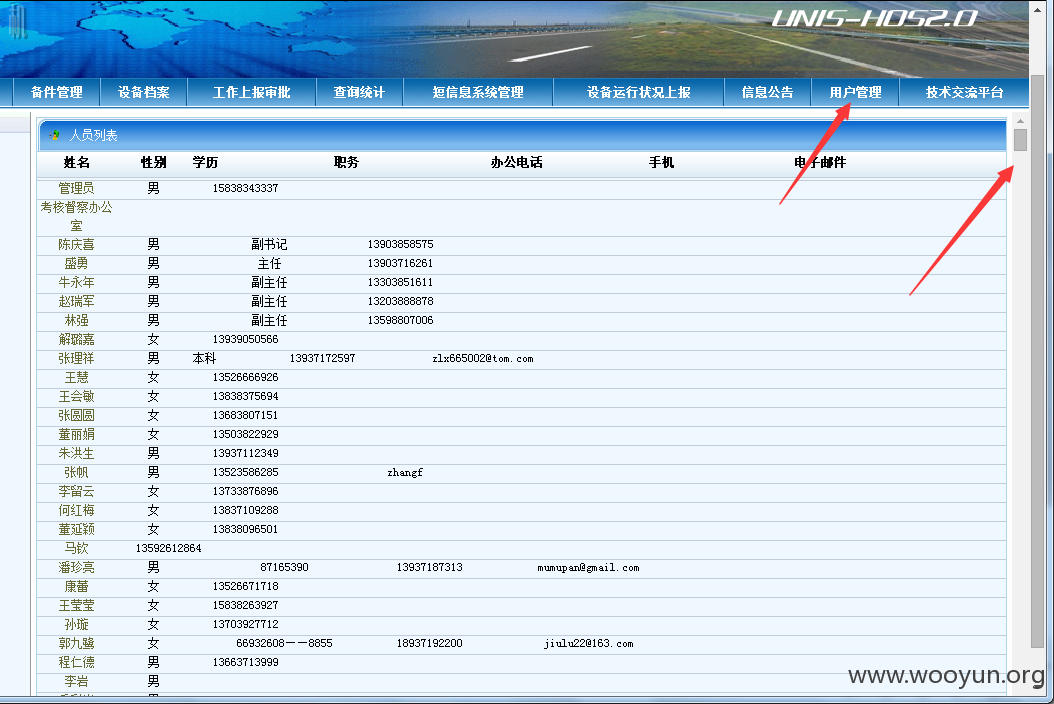 UNIS-HDS2.0
备件管理 设备档案 工作上报审批 查询统计 短信息系统管理 设备运行状况上报 信息公告 用户管理 技术交流平台
人员列表
姓名 性别 学历 职务 办公电话 手机 电子邮件
管理员 男 15838343337
考核督察办公
室
陈庆喜 男 副书记 13903858575
盛勇 男 主任 13903716261
牛永年 男 副主任 13303851611
赵瑞军 男 副主任 13203888878
林强 男 副主任 13598807006
解璐嘉 女 13939050566
张理祥 男 本科 13937172597 zlx665002@tom.com
王慧 女 13526666926
王会敏 女 13838375694
张圆圆 女 13683807151
董丽娟 女 13503822929
朱洪生 男 13937112349
张帆 男 13523586285 zhangf
李留云 女 13733876896
何红梅 女 13837109288
董延颖 女 13838096501
马钦 13592612864
潘珍亮 男 87165390 13937187313 mumupan@gmail.com
康蕾 女 13526671718
王莹莹 女 15838263927
孙璇 女 13703927712
郭九鹭 女 66932608－－8855 18937192200 jiulu22@163.com
程仁德 男 13663713999
李岩 男
www.wooyun.org